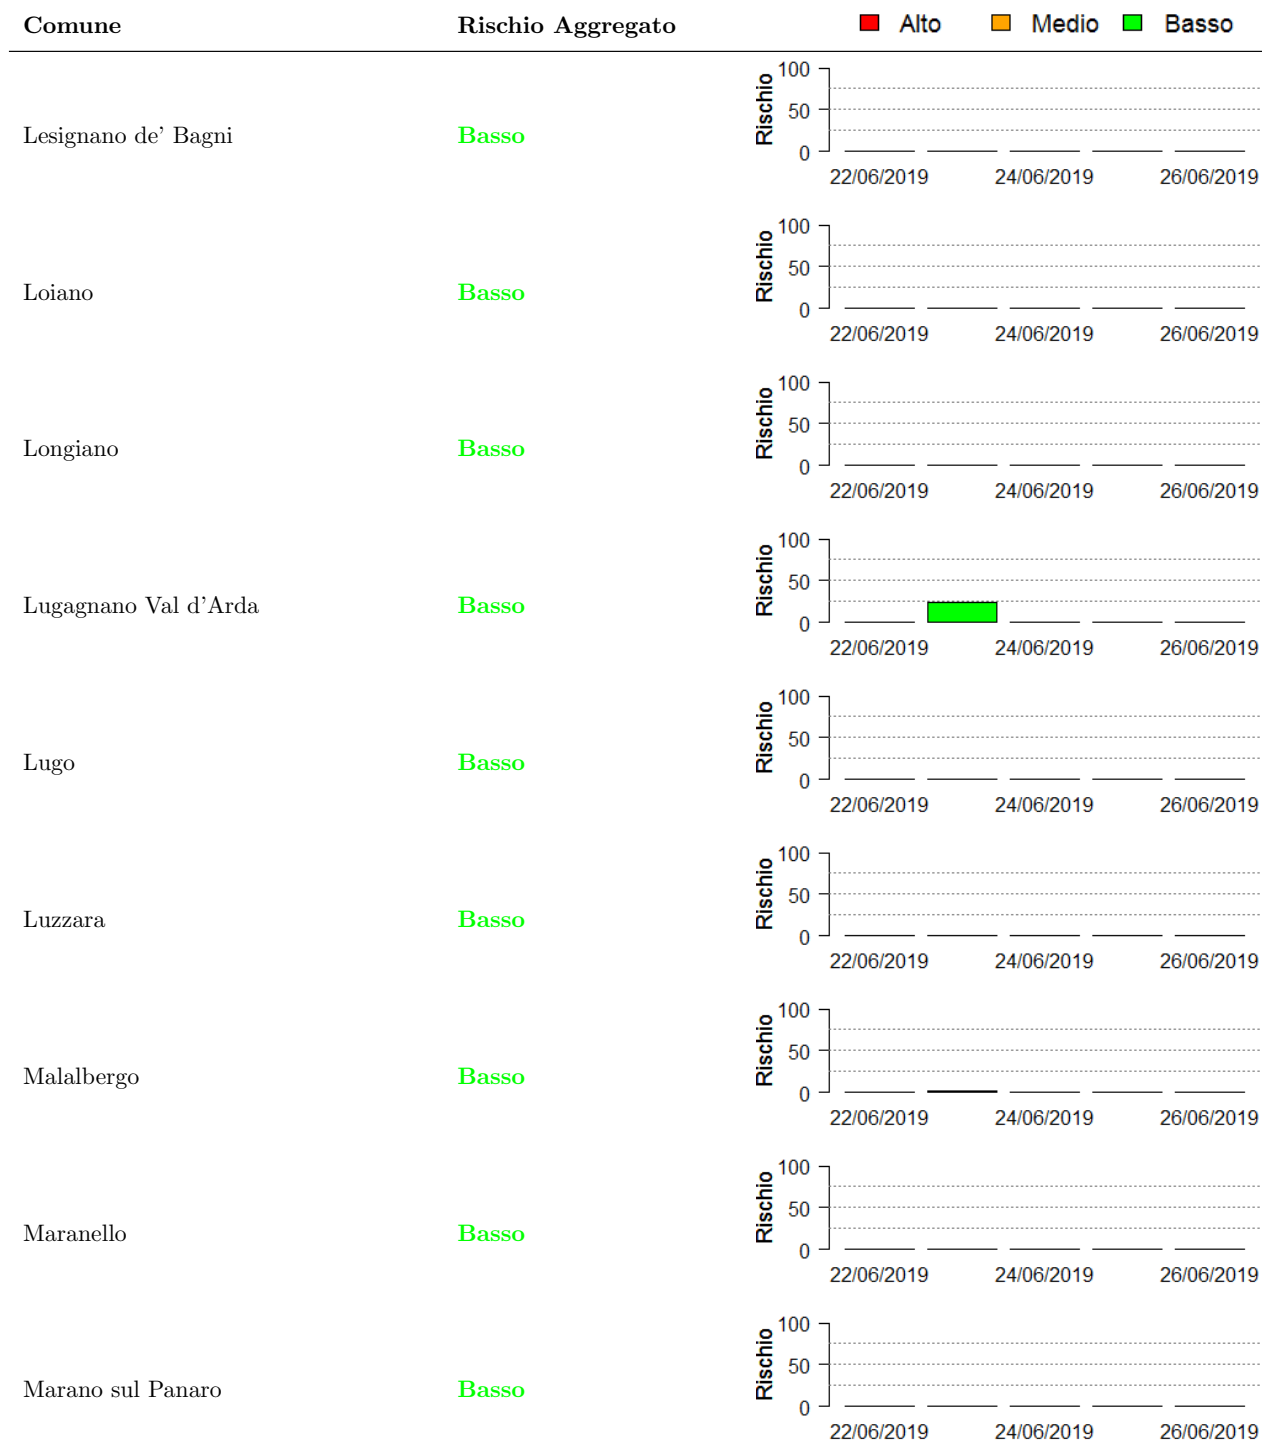 Comune Rischio Aggregato Alto Medio Basso
Lesignano de' Bagni Basso Rischio 100 50 0
22/06/2019 24/06/2019 26/06/2019
Loiano Basso Rischio 100 50 0
22/06/2019 24/06/2019 26/06/2019
Longiano Basso Rischio 100 50 0
22/06/2019 24/06/2019 26/06/2019
Lugagnano Val d'Arda Basso Rischio 100 50 0
22/06/2019 24/06/2019 26/06/2019
Lugo Basso Rischio 100 50 0
22/06/2019 24/06/2019 26/06/2019
Luzzara Basso Rischio 100 50 0
22/06/2019 24/06/2019 26/06/2019
Malalbergo Basso Rischio 100 50 0
22/06/2019 24/06/2019 26/06/2019
Maranello Basso Rischio 100 50 0
22/06/2019 24/06/2019 26/06/2019
Marano sul Panaro Basso Rischio 100 50 0
22/06/2019 24/06/2019 26/06/2019